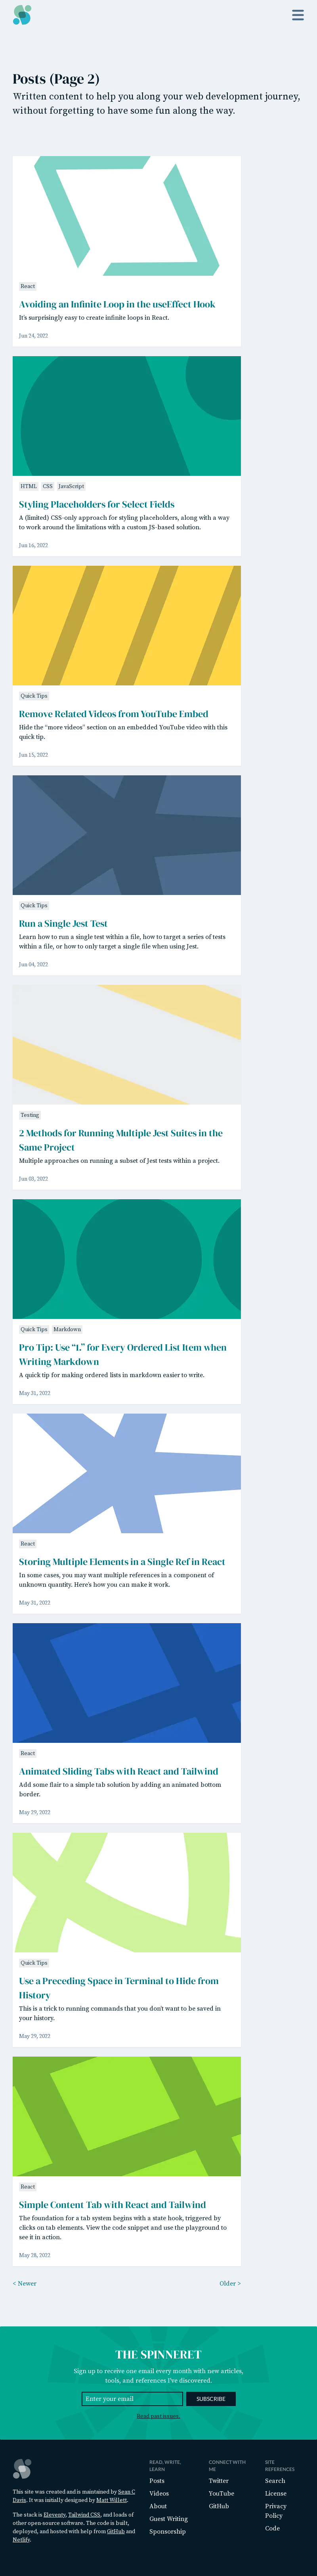 Posts (Page 2)
Written content to help you along your web development journey,
without forgetting to have some fun along the way.
React
Avoiding an Infinite Loop in the useEffect Hook
It's surprisingly easy to create infinite loops in React.
Jun 24, 2022
HTML CSS JavaScript
Styling Placeholders for Select Fields
A (limited) CSS-only approach for styling placeholders, along with a way
to work around the limitations with a custom JS-based solution.
Jun 16, 2022
Quick Tips
Remove Related Videos from YouTube Embed
Hide the “more videos” section on an embedded YouTube video with this
quick tip.
Jun 15, 2022
Quick Tips
Run a Single Jest Test
Learn how to run a single test within a file, how to target a series of tests
within a file, or how to only target a single file when using Jest.
Jun 04, 2022
Testing
2 Methods for Running Multiple Jest Suites in the
Same Project
Multiple approaches on running a subset of Jest tests within a project.
Jun 03, 2022
Quick Tips Markdown
Pro Tip: Use “1.” for Every Ordered List Item when
Writing Markdown
A quick tip for making ordered lists in markdown easier to write.
May 31, 2022
React
Storing Multiple Elements in a Single Ref in React
In some cases, you may want multiple references in a component of
unknown quantity. Here's how you can make it work.
May 31, 2022
React
Animated Sliding Tabs with React and Tailwind
Add some flair to a simple tab solution by adding an animated bottom
border.
May 29, 2022
Quick Tips
Use a Preceding Space in Terminal to Hide from
History
This is a trick to running commands that you don't want to be saved in
your history.
May 29, 2022
React
Simple Content Tab with React and Tailwind
The foundation for a tab system begins with a state hook, triggered by
clicks on tab elements. View the code snippet and use the playground to
see it in action.
May 28, 2022
< Newer
Older >
THE SPINNERET
Sign up to receive one email every month with new articles,
tools, and references I've discovered.
Enter your email
SUBSCRIBE
Read past issues.
This site was created and is maintained by Sean C
Davis. It was initially designed by Matt Willett.
The stack is Eleventy, Tailwind CSS, and loads of
other open-source software. The code is built,
deployed, and hosted with help from GitHub and
Netlify.
READ, WRITE,
LEARN
Posts
Videos
About
Guest Writing
Sponsorship
CONNECT WITH
ME
Twitter
YouTube
GitHub
SITE
REFERENCES
Search
License
Privacy
Policy
Code